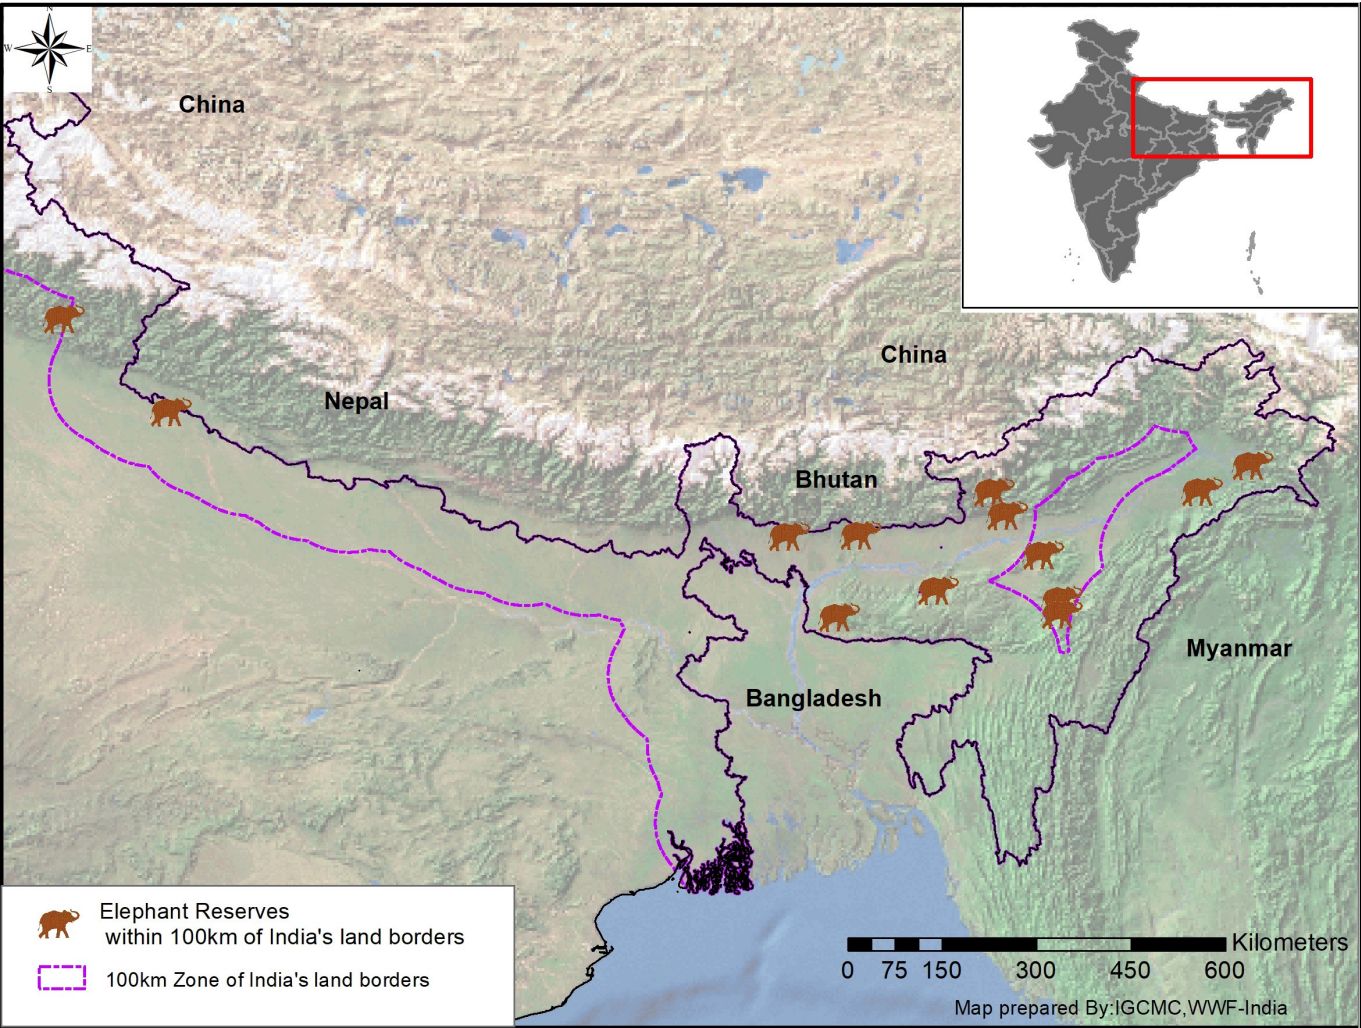 N
W E
S
China
China
Nepal
Bhutan
Myanmar
Bangladesh
Elephant Reserves
within 100km of India's land borders
100km Zone of India's land borders
Kilometers
0 75 150 300 450 600
Map prepared By:IGCMC,WWF-India